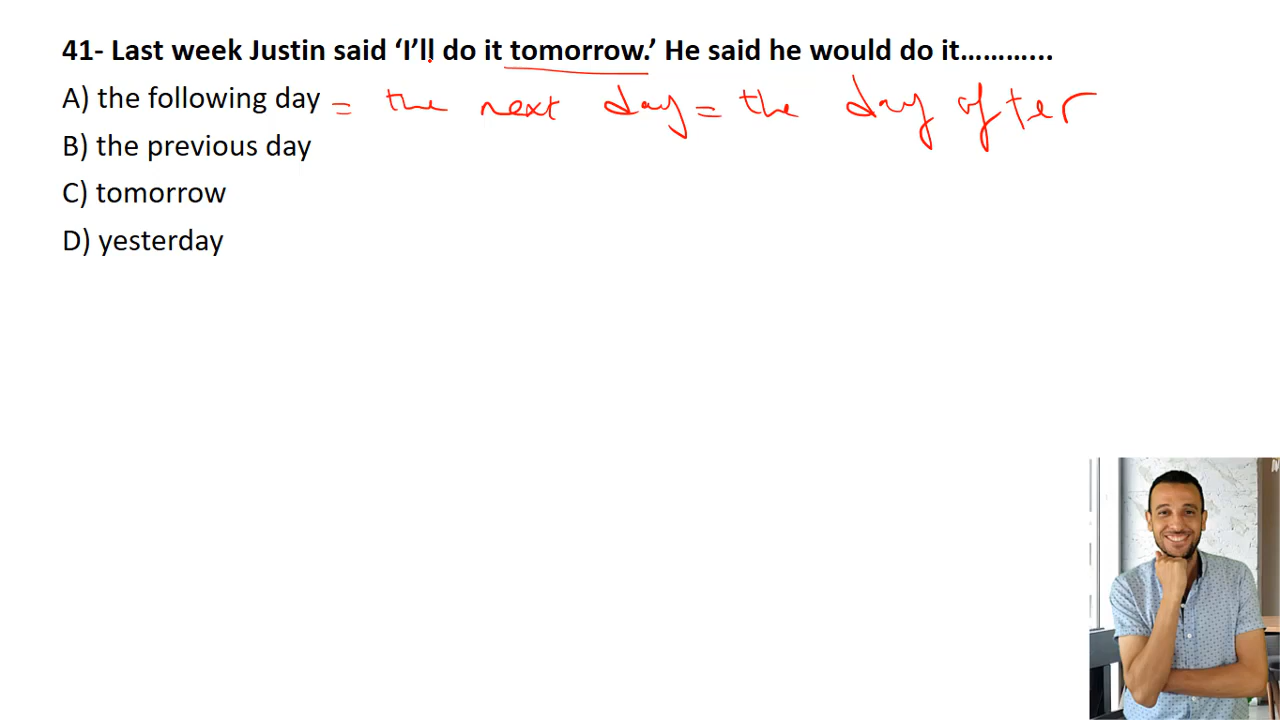 41- Last week Justin said ‘I’ll do it tomorrow.’ He said he would do it…………..
A) the following day = the next day = the day after
B) the previous day
C) tomorrow
D) yesterday